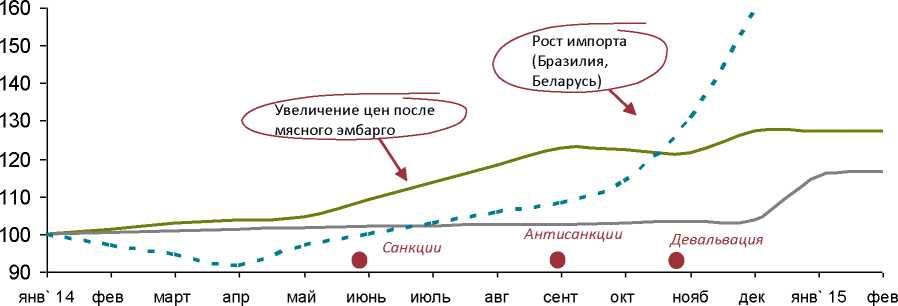 160
150
140
130
120
110
100
90
Рост импорта
(Бразилия,
Беларусь)
Увеличение цен после
мясного эмбарго
Санкции
Антисанкции
Девальвация
янв` 14 фев март апр май июнь июль авг сент окт нояб дек янв` 15 фев